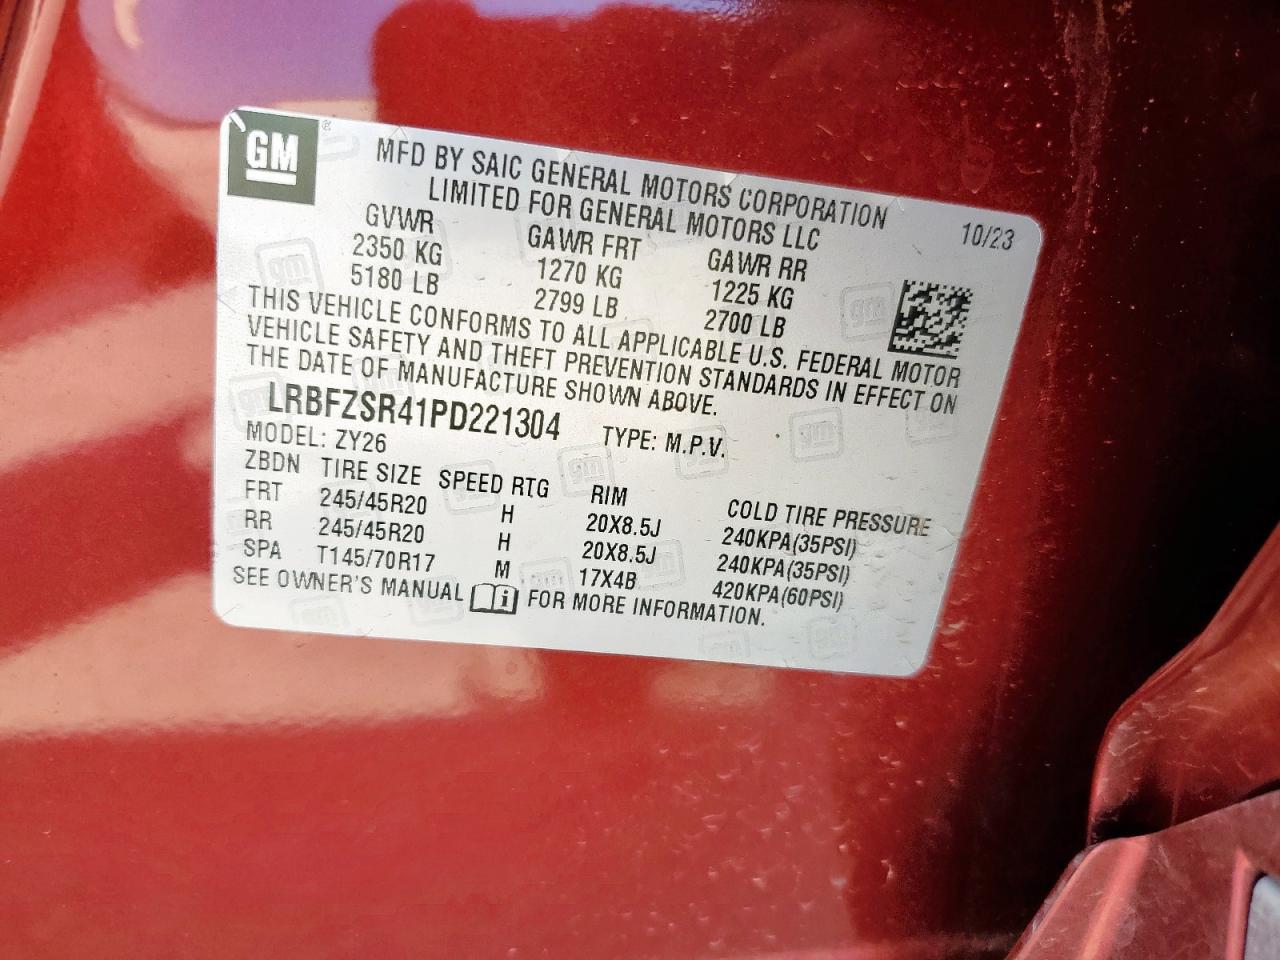 GM ®
MFD BY SAIC GENERAL MOTORS CORPORATION
LIMITED FOR GENERAL MOTORS LLC
10/23
GVWR GAWR FRT GAWR RR
2350 KG 1270 KG 1225 KG
5180 LB 2799 LB 2700 LB
THIS VEHICLE CONFORMS TO ALL APPLICABLE U.S. FEDERAL MOTOR
VEHICLE SAFETY AND THEFT PREVENTION STANDARDS IN EFFECT ON
THE DATE OF MANUFACTURE SHOWN ABOVE.
LRBFZSR41PD221304 TYPE: M.P.V.
MODEL: ZY26
ZBDN TIRE SIZE SPEED RTG RIM COLD TIRE PRESSURE
FRT 245/45R20 H 20X8.5J 240KPA(35PSI)
RR 245/45R20 H 20X8.5J 240KPA(35PSI)
SPA T145/70R17 M 17X4B 420KPA(60PSI)
SEE OWNER'S MANUAL i FOR MORE INFORMATION.